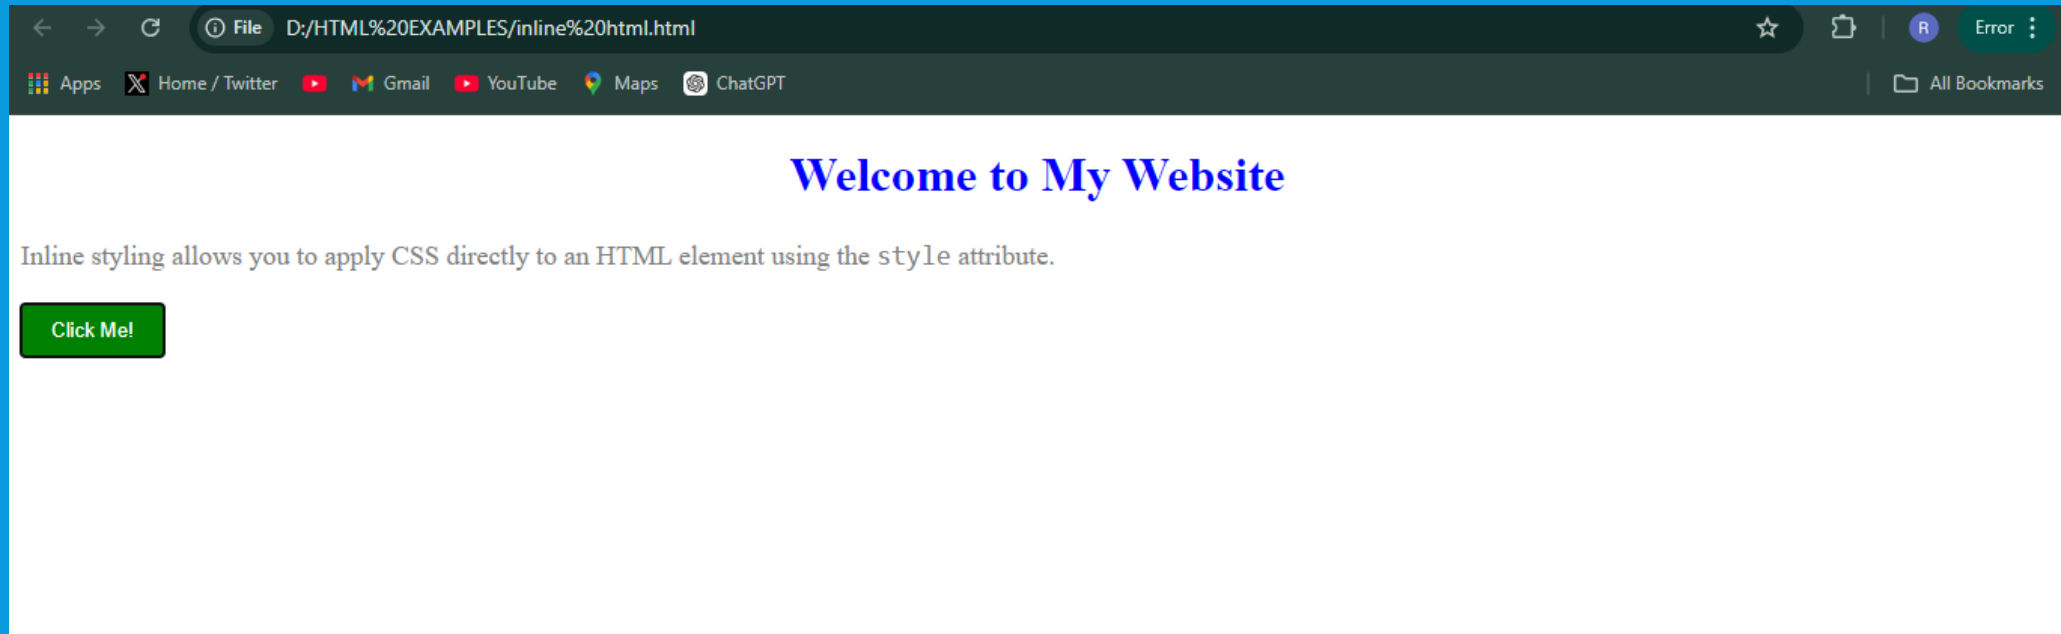 File D:/HTML%20EXAMPLES/inline%20html.html R Error
Apps Home / Twitter Gmail YouTube Maps ChatGPT All Bookmarks
Welcome to My Website
Inline styling allows you to apply CSS directly to an HTML element using the style attribute.
Click Me!